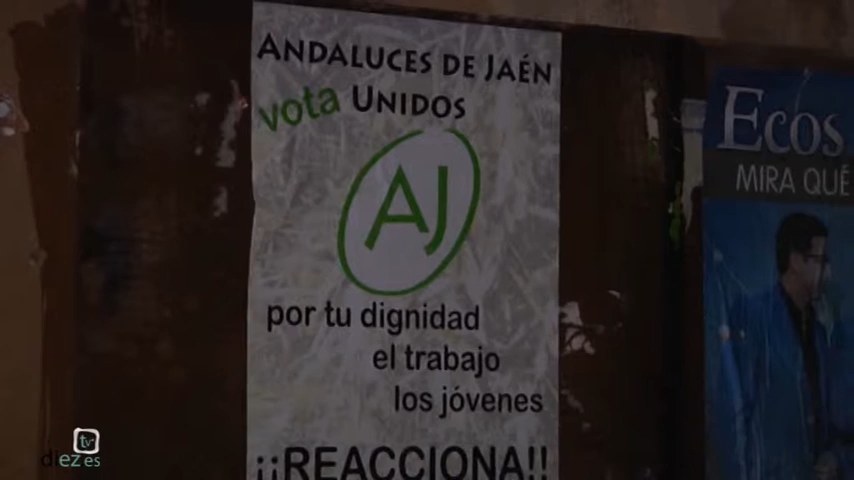 ANDALUCES DE JAÉN
vota UNIDOS
AJ
por tu dignidad
el trabajo
los jóvenes
¡¡REACCIONA!!
Ecos
MIRA QUÉ
tv
diez es